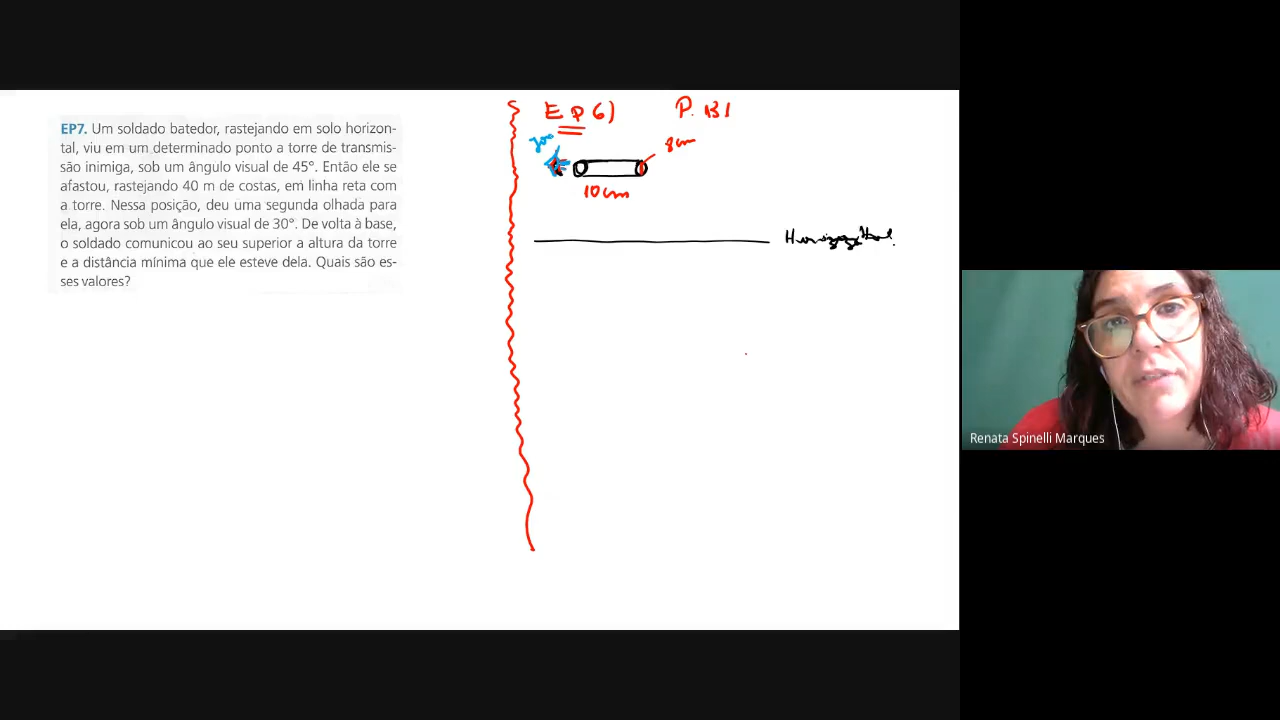 EP7. Um soldado batedor, rastejando em solo horizon-
tal, viu em um determinado ponto a torre de transmis-
são inimiga, sob um ângulo visual de 45°. Então ele se
afastou, rastejando 40 m de costas, em linha reta com
a torre. Nessa posição, deu uma segunda olhada para
ela, agora sob um ângulo visual de 30°. De volta à base,
o soldado comunicou ao seu superior a altura da torre
e a distância mínima que ele esteve dela. Quais são es-
ses valores?
EP6) P. 131
8cm
10cm
Renata Spinelli Marques